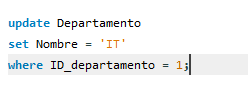 update Departamento
set Nombre = 'IT'
where ID_departamento = 1;